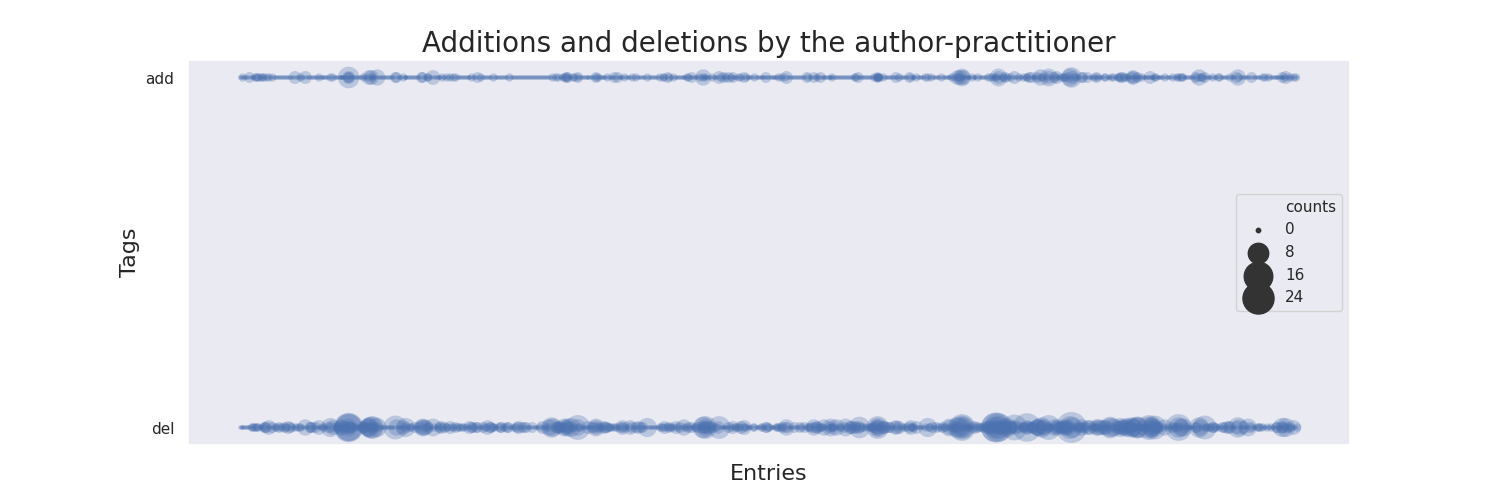 Additions and deletions by the author-practitioner
add
Tags
counts
0
8
16
24
del
Entries